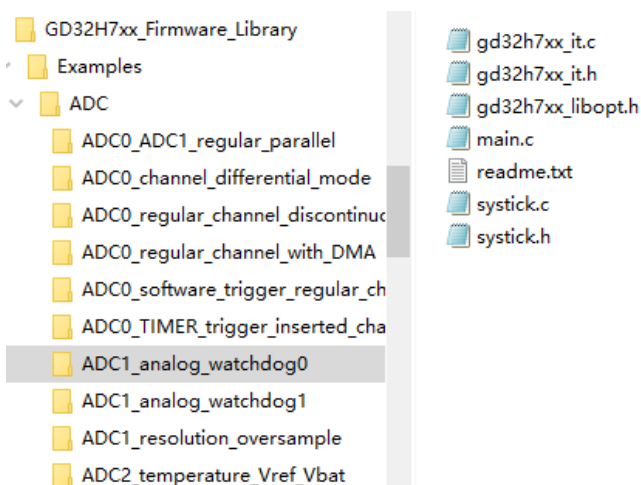 GD32H7xx_Firmware_Library
Examples
ADC
ADC0_ADC1_regular_parallel
ADC0_channel_differential_mode
ADC0_regular_channel_discontinuc
ADC0_regular_channel_with_DMA
ADC0_software_trigger_regular_ch
ADC0_TIMER_trigger_inserted_cha
ADC1_analog_watchdog0
ADC1_analog_watchdog1
ADC1_resolution_oversample
ADC2_temperature_Vref_Vbat
gd32h7xx_it.c
gd32h7xx_it.h
gd32h7xx_libopt.h
main.c
readme.txt
systick.c
systick.h